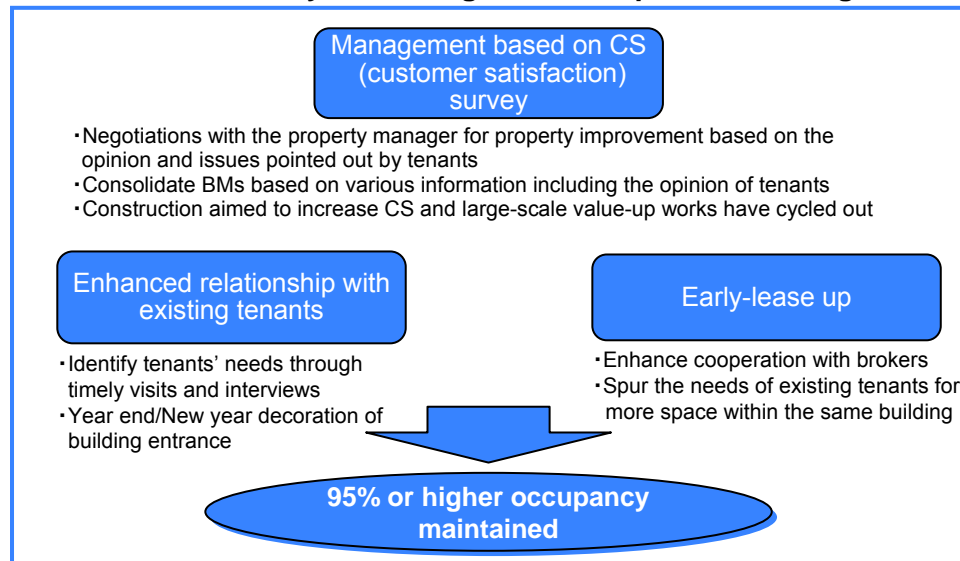 Management based on CS
(customer satisfaction)
survey
・Negotiations with the property manager for property improvement based on the
opinion and issues pointed out by tenants
・Consolidate BMs based on various information including the opinion of tenants
・Construction aimed to increase CS and large-scale value-up works have cycled out
Enhanced relationship with
existing tenants
・Identify tenants’ needs through
timely visits and interviews
・Year end/New year decoration of
building entrance
Early-lease up
・Enhance cooperation with brokers
・Spur the needs of existing tenants for
more space within the same building
95% or higher occupancy
maintained